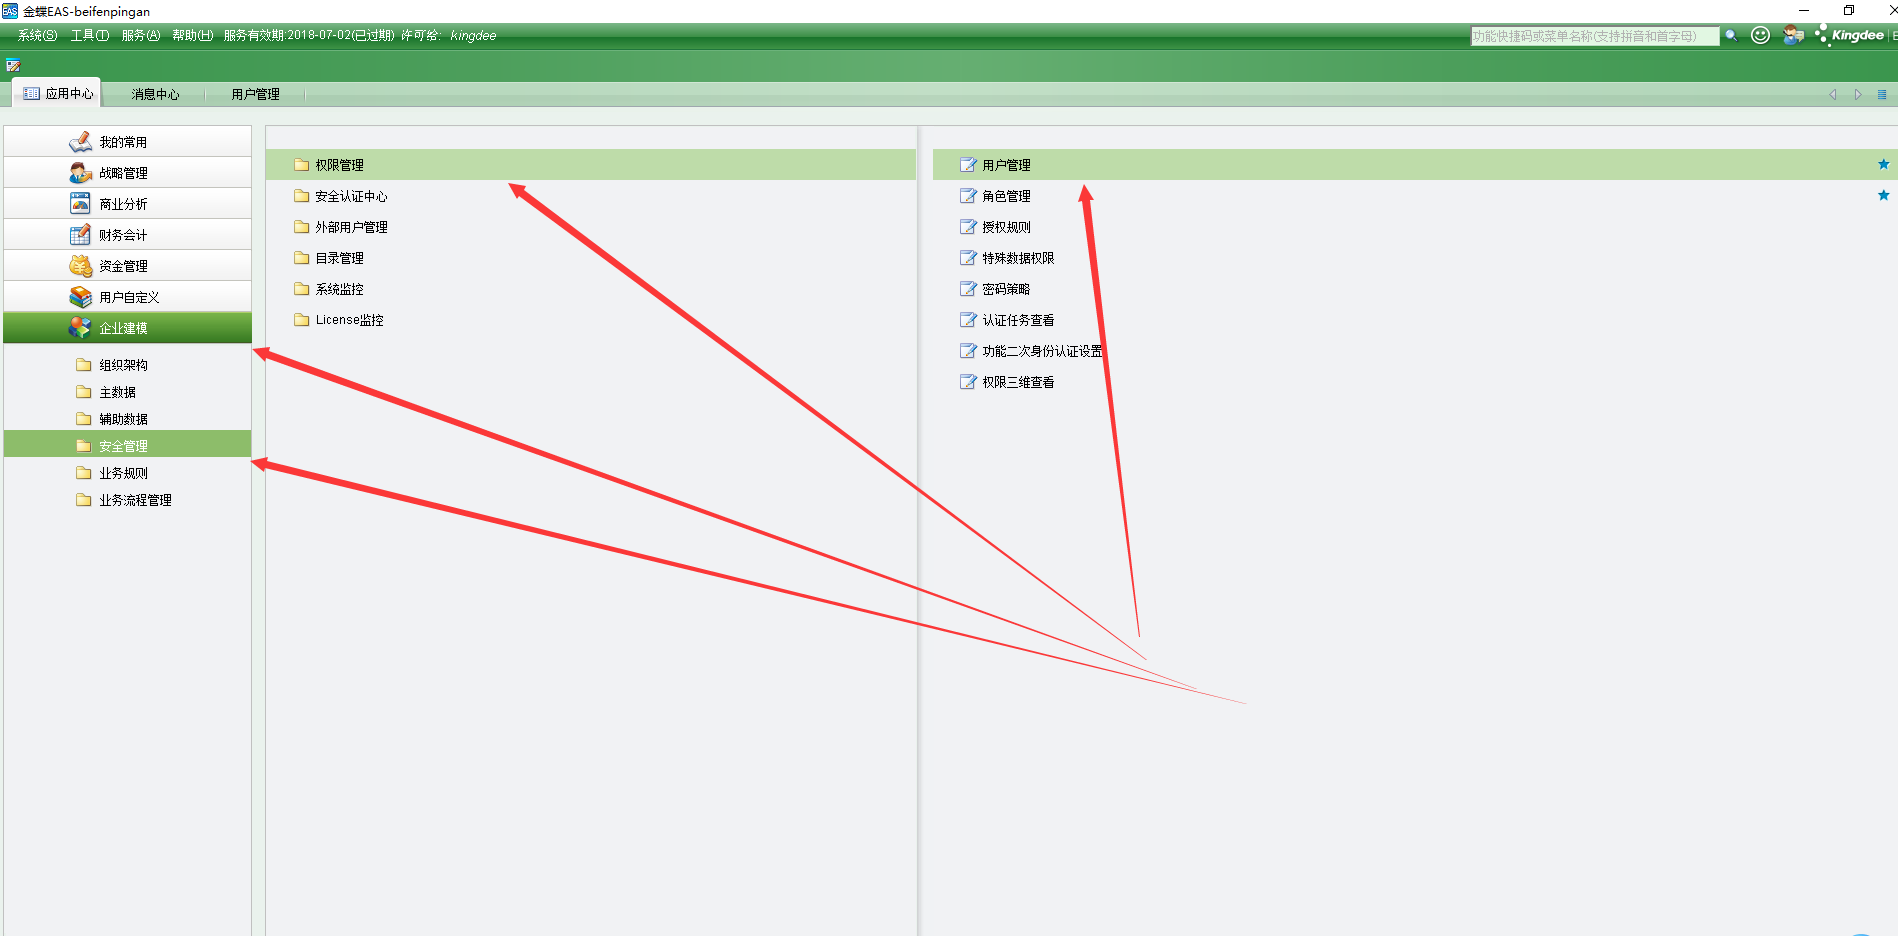 EAS 金蝶EAS-beifenpingan
系统(S) 工具(T) 服务(A) 帮助(H) 服务有效期:2018-07-02(已过期) 许可给: kingdee
功能快捷码或菜单名称(支持拼音和首字母)
Kingdee
应用中心 消息中心 用户管理
我的常用
战略管理
商业分析
财务会计
资金管理
用户自定义
企业建模
组织架构
主数据
辅助数据
安全管理
业务规则
业务流程管理
权限管理
安全认证中心
外部用户管理
目录管理
系统监控
License监控
用户管理
角色管理
授权规则
特殊数据权限
密码策略
认证任务查看
功能二次身份认证设置
权限三维查看